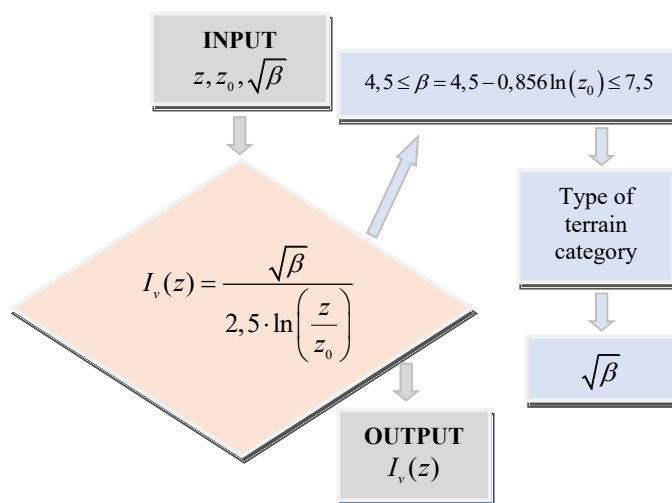 INPUT
z, z₀, √β
4,5 ≤ β = 4,5 − 0,856 ln(z₀) ≤ 7,5
Type of
terrain
category
I_v(z) = √β / (2,5 · ln(z / z₀))
√β
OUTPUT
I_v(z)